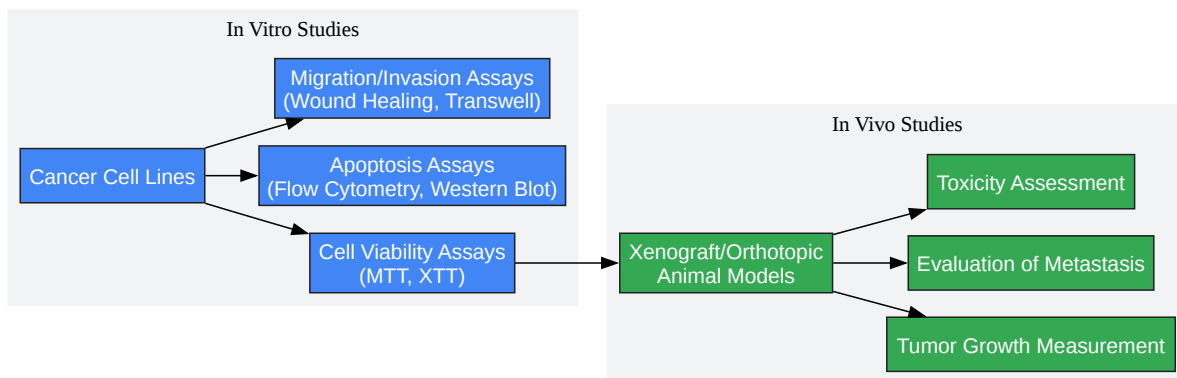 In Vitro Studies
Migration/Invasion Assays
(Wound Healing, Transwell)
Cancer Cell Lines
Apoptosis Assays
(Flow Cytometry, Western Blot)
Cell Viability Assays
(MTT, XTT)
In Vivo Studies
Xenograft/Orthotopic
Animal Models
Toxicity Assessment
Evaluation of Metastasis
Tumor Growth Measurement